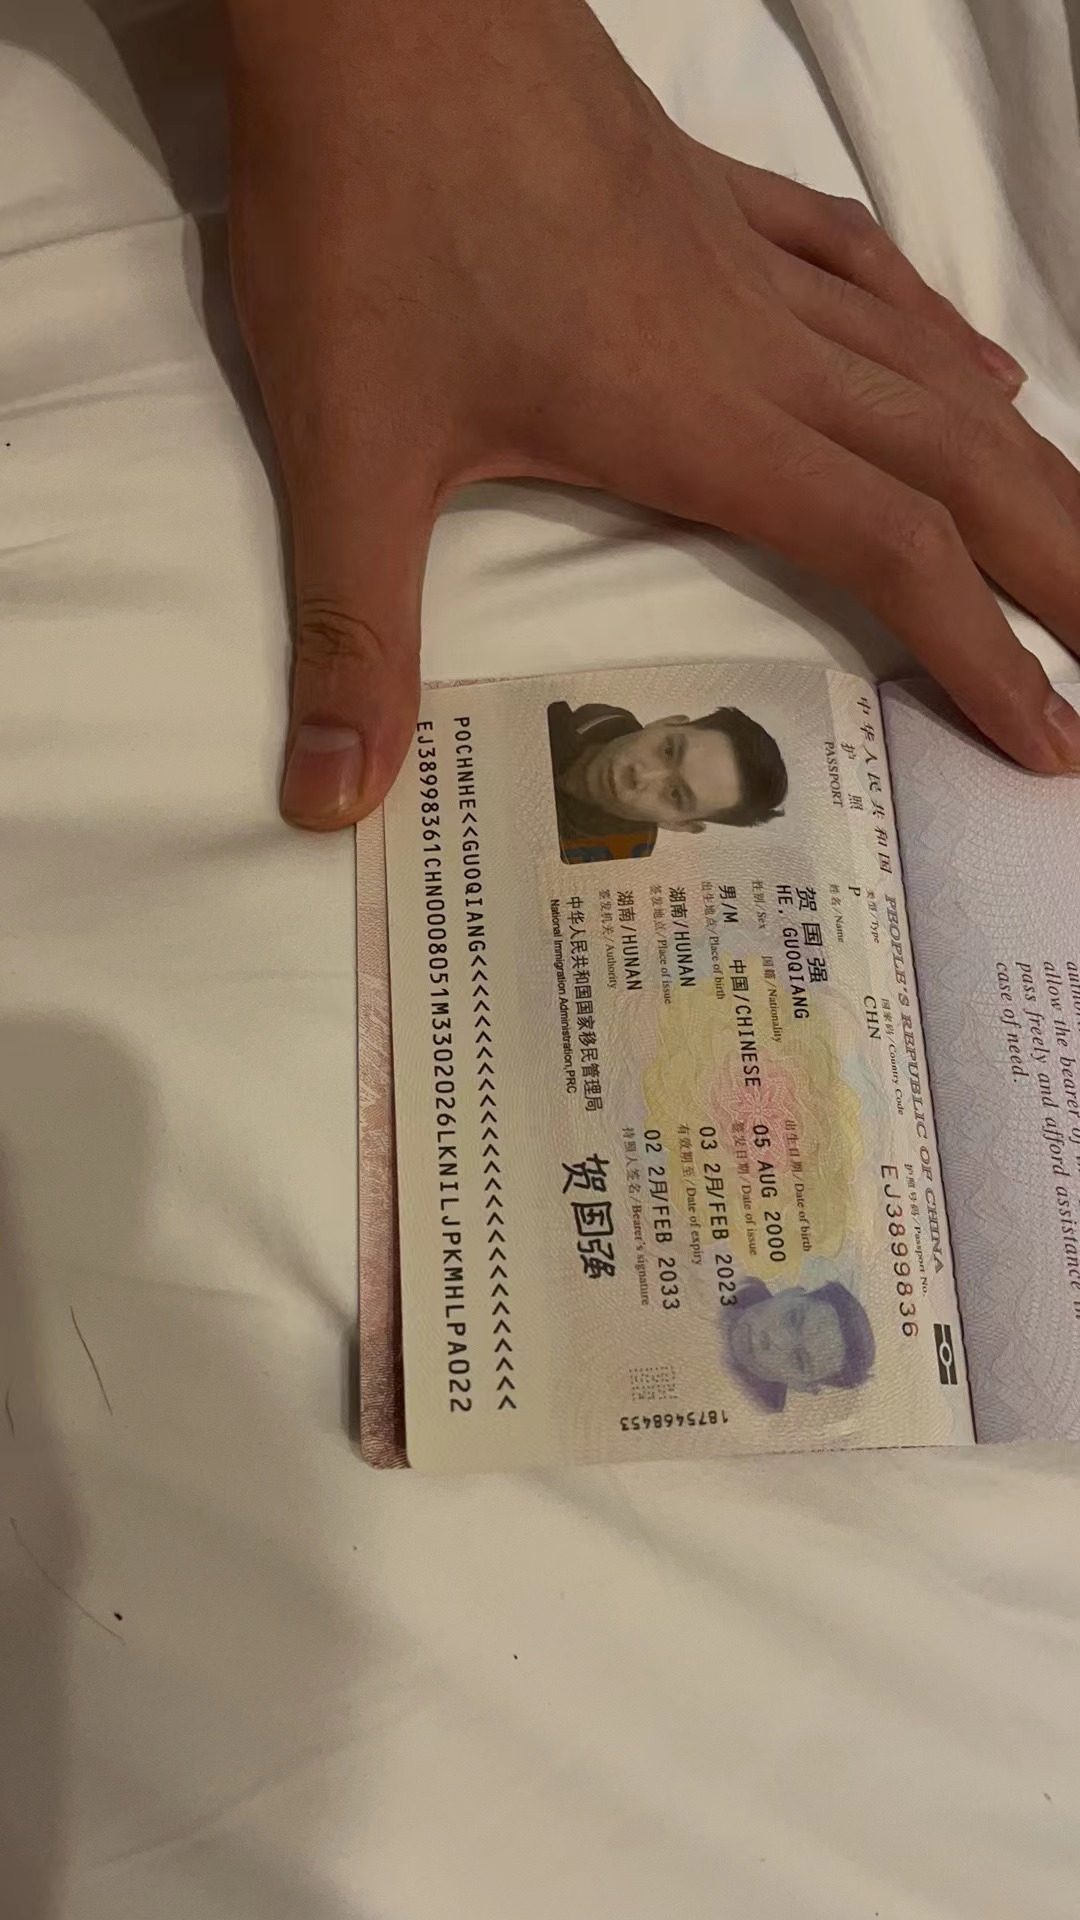 中华人民共和国 PEOPLE'S REPUBLIC OF CHINA
护 照
PASSPORT
类型/Type
P
国家码/Country Code
CHN
护照号码/Passport No.
EJ3899836
姓名/Name
贺国强
HE, GUOQIANG
性别/Sex
男/M
国籍/Nationality
中国/CHINESE
出生日期/Date of birth
05 AUG 2000
出生地点/Place of birth
湖南/HUNAN
签发日期/Date of issue
03 2月/FEB 2023
签发地点/Place of issue
湖南/HUNAN
有效期至/Date of expiry
02 2月/FEB 2033
签发机关/Authority
中华人民共和国国家移民管理局
National Immigration Administration,PRC
持照人签名/Bearer's signature
贺国强
1875468453
POCHNHE<<GUOQIANG<<<<<<<<<<<<<<<<<<<<<<<<<<<
EJ38998361CHN0008051M3302026LKNILJPKMHLPA022
allow the bearer of
pass freely and afford assistance in
case of need.